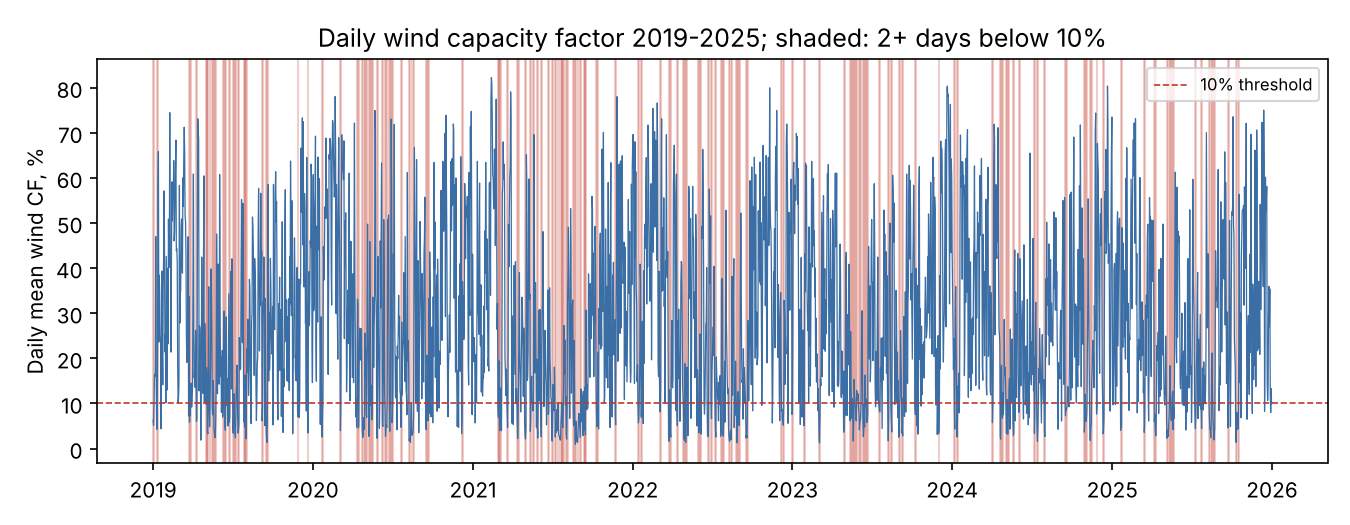 Daily wind capacity factor 2019-2025; shaded: 2+ days below 10%
10% threshold
Daily mean wind CF, %
80
70
60
50
40
30
20
10
0
2019 2020 2021 2022 2023 2024 2025 2026